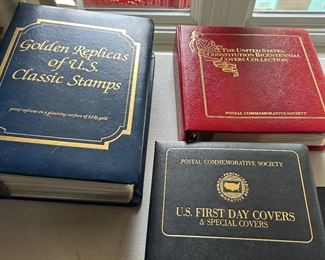 Golden Replicas
of U.S.
Classic Stamps
proof replicas on a gleaming surface of 22kt gold
THE UNITED STATES
CONSTITUTION BICENTENNIAL
COVERS COLLECTION
POSTAL COMMEMORATIVE SOCIETY
POSTAL COMMEMORATIVE SOCIETY
U.S. FIRST DAY COVERS
& SPECIAL COVERS